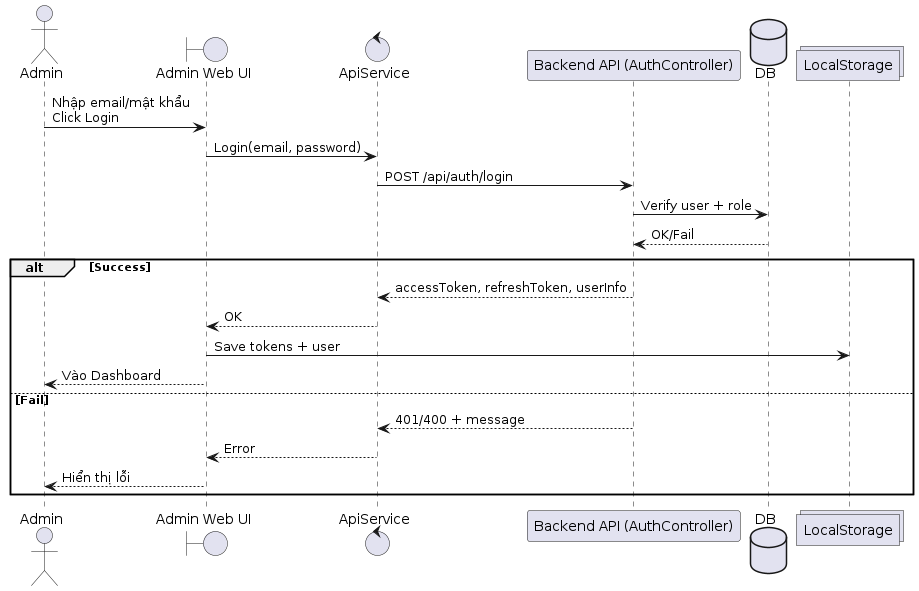 Admin
Admin Web UI
ApiService
Backend API (AuthController)
DB
LocalStorage
Nhập email/mật khẩu
Click Login
Login(email, password)
POST /api/auth/login
Verify user + role
OK/Fail
alt
[Success]
accessToken, refreshToken, userInfo
OK
Save tokens + user
Vào Dashboard
[Fail]
401/400 + message
Error
Hiển thị lỗi
Admin
Admin Web UI
ApiService
Backend API (AuthController)
DB
LocalStorage